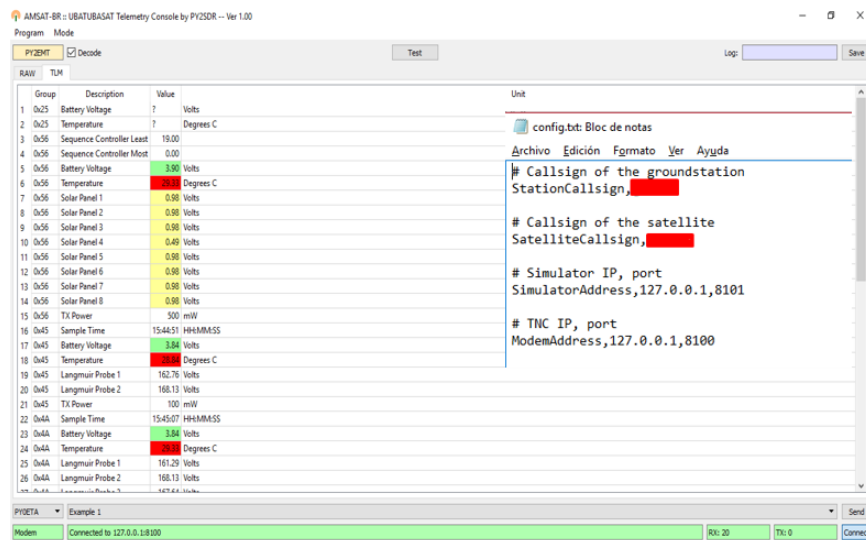 AMSAT-BR :: UBATUBASAT Telemetry Console by PY2SDR -- Ver 1.00
Program Mode
PY2EMT Decode Test Log: Save
RAW TLM
Group Description Value Unit
1 0x25 Battery Voltage ? Volts
2 0x25 Temperature ? Degrees C
3 0x56 Sequence Controller Least 19.00
4 0x56 Sequence Controller Most 0.00
5 0x56 Battery Voltage 3.90 Volts
6 0x56 Temperature Degrees C
7 0x56 Solar Panel 1 0.98 Volts
8 0x56 Solar Panel 2 0.98 Volts
9 0x56 Solar Panel 3 0.98 Volts
10 0x56 Solar Panel 4 0.49 Volts
11 0x56 Solar Panel 5 0.98 Volts
12 0x56 Solar Panel 6 0.98 Volts
13 0x56 Solar Panel 7 0.98 Volts
14 0x56 Solar Panel 8 0.98 Volts
15 0x56 TX Power 500 mW
16 0x45 Sample Time 15:44:51 HH:MM:SS
17 0x45 Battery Voltage 3.84 Volts
18 0x45 Temperature Degrees C
19 0x45 Langmuir Probe 1 162.76 Volts
20 0x45 Langmuir Probe 2 168.13 Volts
21 0x45 TX Power 100 mW
22 0x4A Sample Time 15:45:07 HH:MM:SS
23 0x4A Battery Voltage 3.84 Volts
24 0x4A Temperature Degrees C
25 0x4A Langmuir Probe 1 161.29 Volts
26 0x4A Langmuir Probe 2 168.13 Volts
config.txt: Bloc de notas
Archivo Edición Formato Ver Ayuda
# Callsign of the groundstation
StationCallsign,
# Callsign of the satellite
SatelliteCallsign,
# Simulator IP, port
SimulatorAddress,127.0.0.1,8101
# TNC IP, port
ModemAddress,127.0.0.1,8100
PY0ETA Example 1 Send
Modem Connected to 127.0.0.1:8100 RX: 20 TX: 0